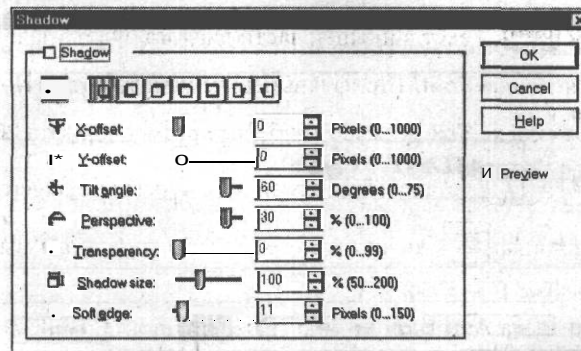 Shadow
Shadow
OK
Cancel
Help
X-offset: 0 Pixels (0...1000)
I* Y-offset: 0 Pixels (0...1000)
Tilt angle: 60 Degrees (0...75)
Perspective: 30 % (0...100)
Transparency: 0 % (0...99)
Shadow size: 100 % (50...200)
Soft edge: 11 Pixels (0...150)
И Preview